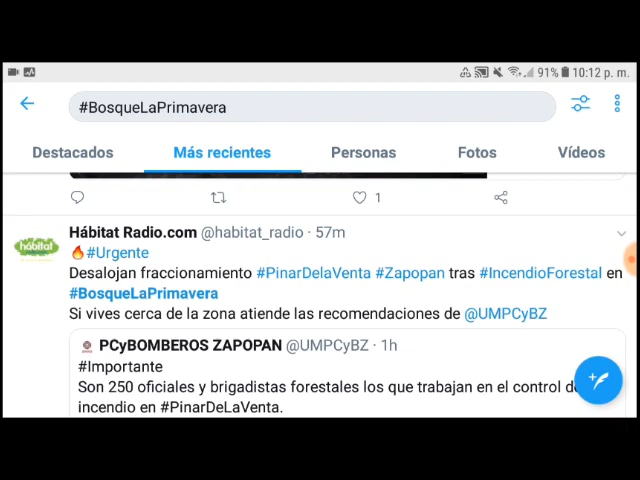 91% 10:12 p. m.
#BosqueLaPrimavera
Destacados Más recientes Personas Fotos Vídeos
1
Hábitat Radio.com @habitat_radio · 57m
hábitat
🔥#Urgente
Desalojan fraccionamiento #PinarDelaVenta #Zapopan tras #IncendioForestal en
#BosqueLaPrimavera
Si vives cerca de la zona atiende las recomendaciones de @UMPCyBZ
PCyBOMBEROS ZAPOPAN @UMPCyBZ · 1h
#Importante
Son 250 oficiales y brigadistas forestales los que trabajan en el control
incendio en #PinarDeLaVenta.